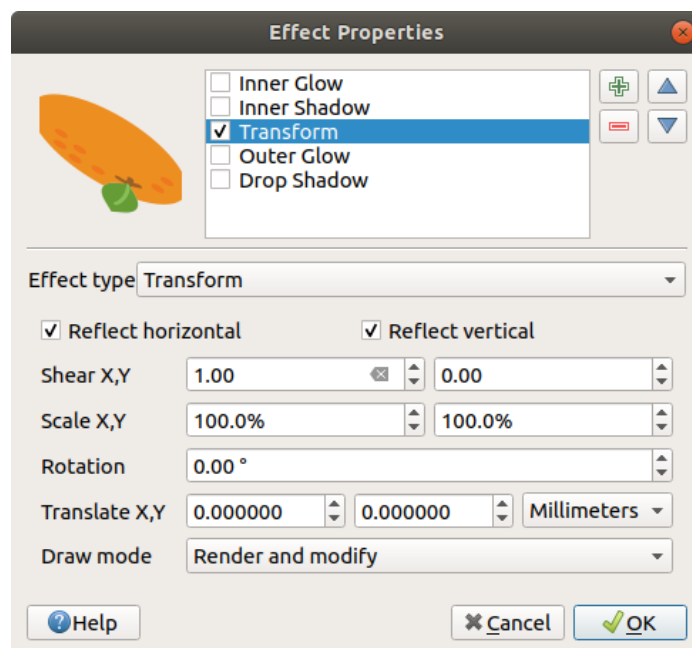 Effect Properties
Inner Glow
Inner Shadow
Transform
Outer Glow
Drop Shadow
Effect type Transform
Reflect horizontal Reflect vertical
Shear X,Y 1.00 0.00
Scale X,Y 100.0% 100.0%
Rotation 0.00 °
Translate X,Y 0.000000 0.000000 Millimeters
Draw mode Render and modify
Help Cancel OK